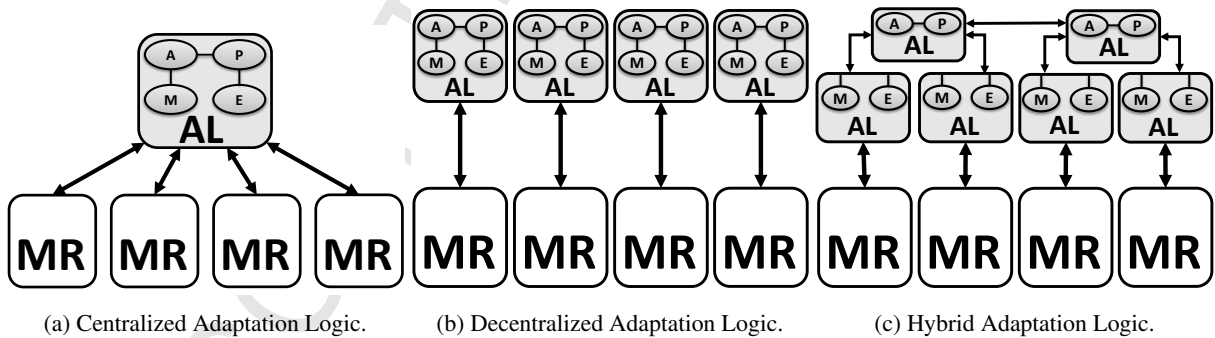 A P
M E
AL
MR MR MR MR
(a) Centralized Adaptation Logic.
A P A P A P A P
M E M E M E M E
AL AL AL AL
MR MR MR MR
(b) Decentralized Adaptation Logic.
A P A P
AL AL
M E M E M E M E
AL AL AL AL
MR MR MR MR
(c) Hybrid Adaptation Logic.